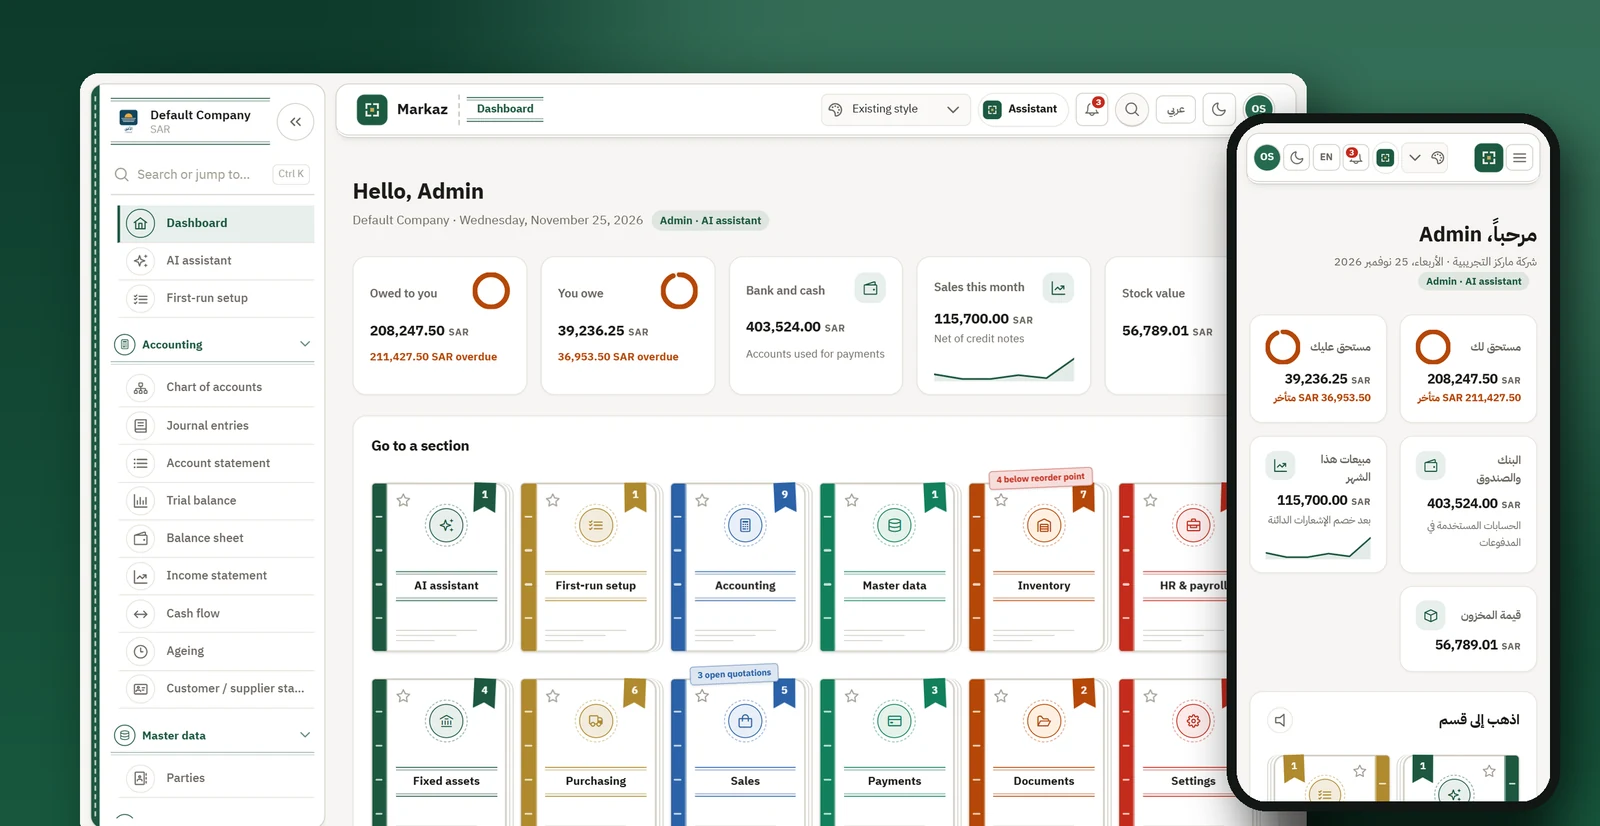 Default Company
SAR
Search or jump to...
Ctrl K
Dashboard
AI assistant
First-run setup
Accounting
Chart of accounts
Journal entries
Account statement
Trial balance
Balance sheet
Income statement
Cash flow
Ageing
Customer / supplier sta...
Master data
Parties
Markaz
Dashboard
Existing style
Assistant
3
عربي
OS
Hello, Admin
Default Company · Wednesday, November 25, 2026
Admin · AI assistant
Owed to you
208,247.50 SAR
211,427.50 SAR overdue
You owe
39,236.25 SAR
36,953.50 SAR overdue
Bank and cash
403,524.00 SAR
Accounts used for payments
Sales this month
115,700.00 SAR
Net of credit notes
Stock value
56,789.01 SAR
Go to a section
1
AI assistant
1
First-run setup
9
Accounting
1
Master data
4 below reorder point
7
Inventory
HR & payroll
4
Fixed assets
6
Purchasing
3 open quotations
5
Sales
3
Payments
2
Documents
Settings
OS
EN
3
مرحباً، Admin
شركة ماركز التجريبية · الأربعاء، 25 نوفمبر 2026
Admin · AI assistant
مستحق لك
208,247.50 SAR
211,427.50 SAR متأخر
مستحق عليك
39,236.25 SAR
36,953.50 SAR متأخر
البنك
والصندوق
403,524.00 SAR
الحسابات المستخدمة في
المدفوعات
مبيعات هذا
الشهر
115,700.00 SAR
بعد خصم الإشعارات الدائنة
قيمة المخزون
56,789.01 SAR
اذهب إلى قسم
1
1